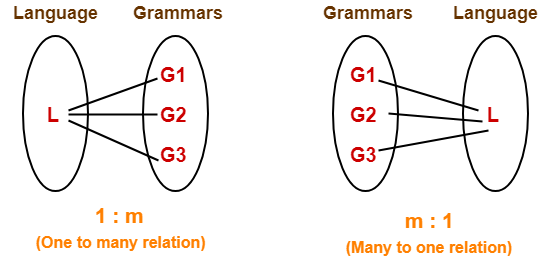 Language Grammars
L
G1
G2
G3
1 : m
(One to many relation)
Grammars Language
G1
G2
G3
L
m : 1
(Many to one relation)